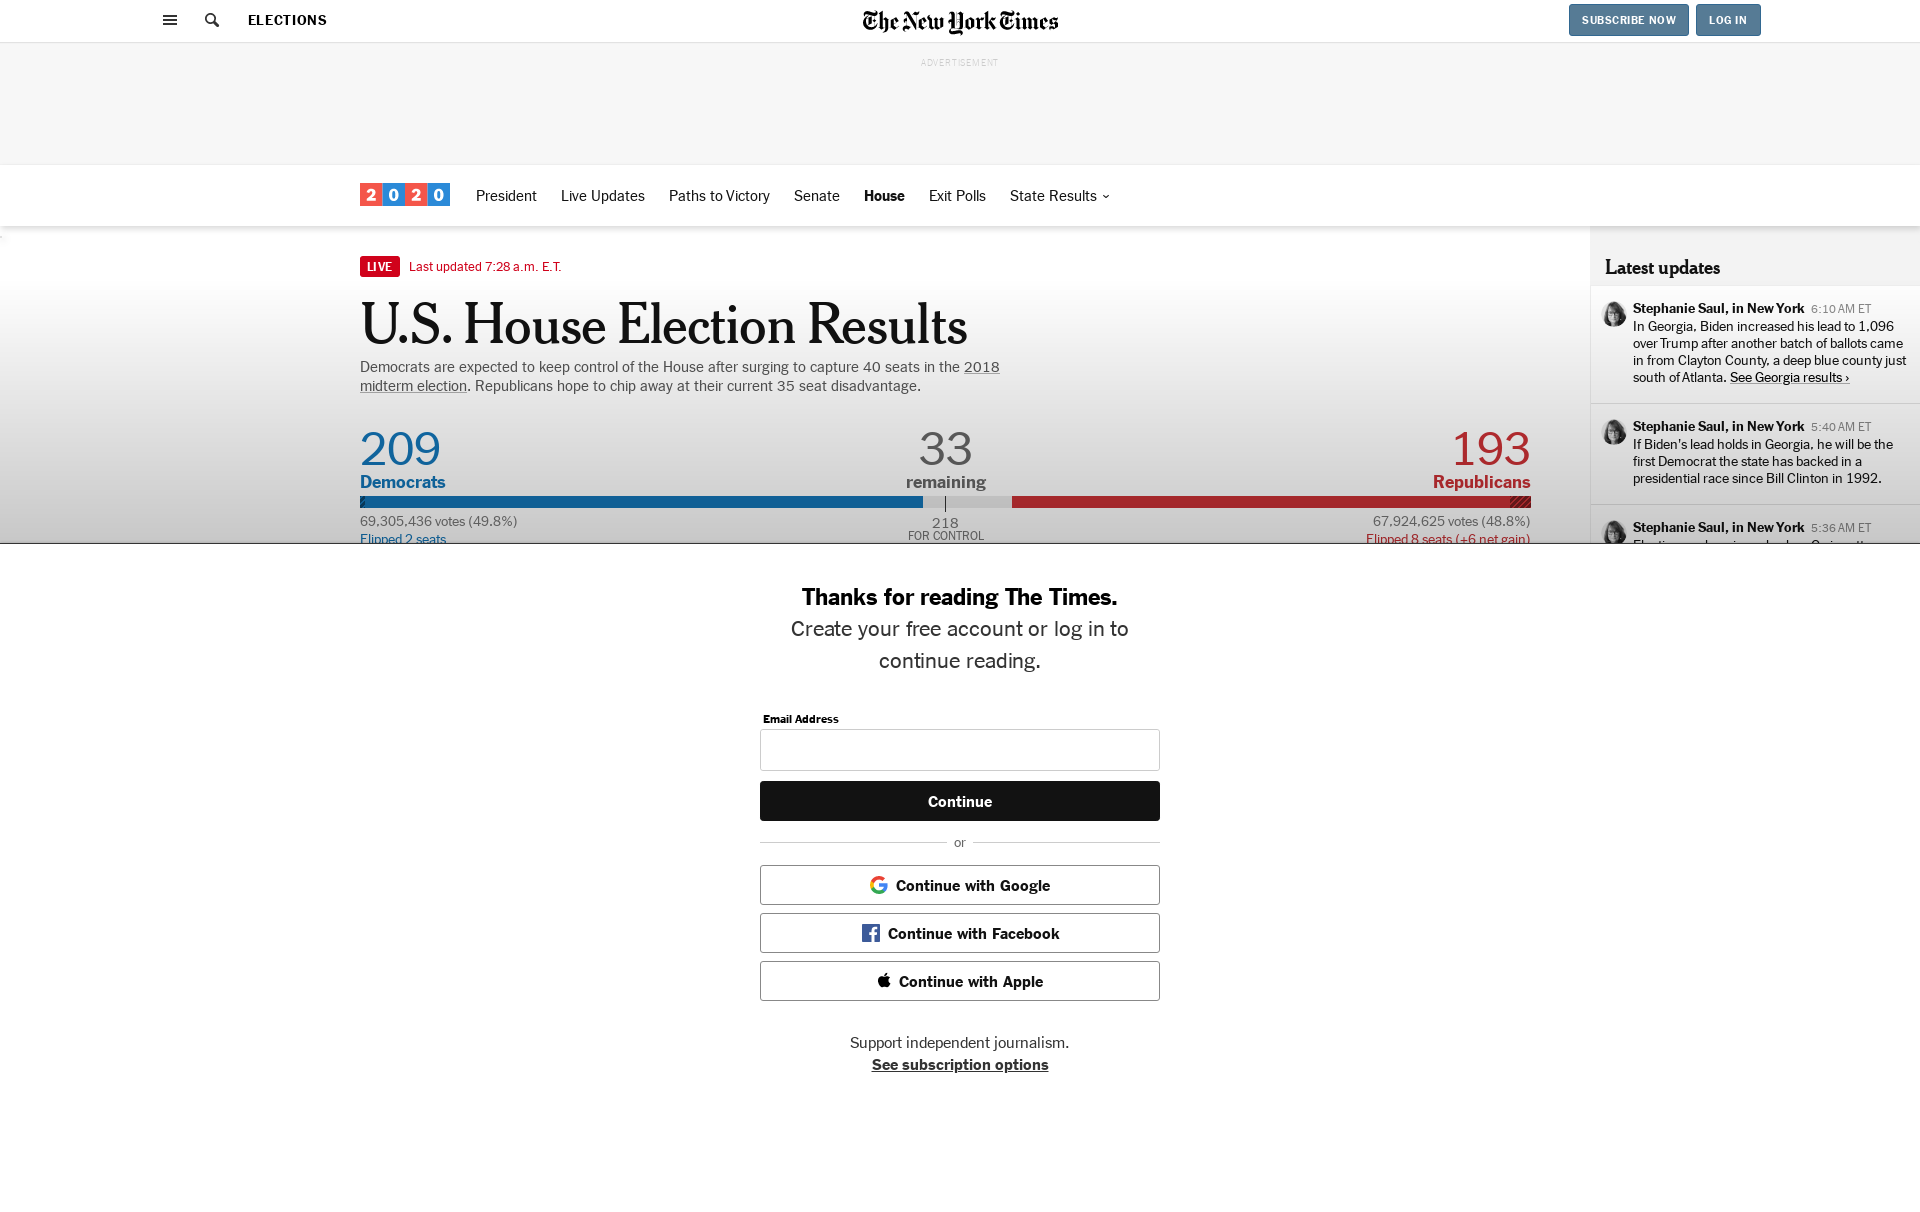 ELECTIONS
The New York Times
SUBSCRIBE NOW
LOG IN
ADVERTISEMENT
2020
President
Live Updates
Paths to Victory
Senate
House
Exit Polls
State Results
LIVE
Last updated 7:28 a.m. E.T.
U.S. House Election Results
Democrats are expected to keep control of the House after surging to capture 40 seats in the 2018
midterm election. Republicans hope to chip away at their current 35 seat disadvantage.
209
33
193
Democrats
remaining
Republicans
69,305,436 votes (49.8%)
218
67,924,625 votes (48.8%)
FOR CONTROL
Flipped 2 seats
Flipped 8 seats (+6 net gain)
Latest updates
Stephanie Saul, in New York 6:10 AM ET
In Georgia, Biden increased his lead to 1,096
over Trump after another batch of ballots came
in from Clayton County, a deep blue county just
south of Atlanta. See Georgia results ›
Stephanie Saul, in New York 5:40 AM ET
If Biden's lead holds in Georgia, he will be the
first Democrat the state has backed in a
presidential race since Bill Clinton in 1992.
Stephanie Saul, in New York 5:36 AM ET
Thanks for reading The Times.
Create your free account or log in to
continue reading.
Email Address
Continue
or
Continue with Google
Continue with Facebook
Continue with Apple
Support independent journalism.
See subscription options